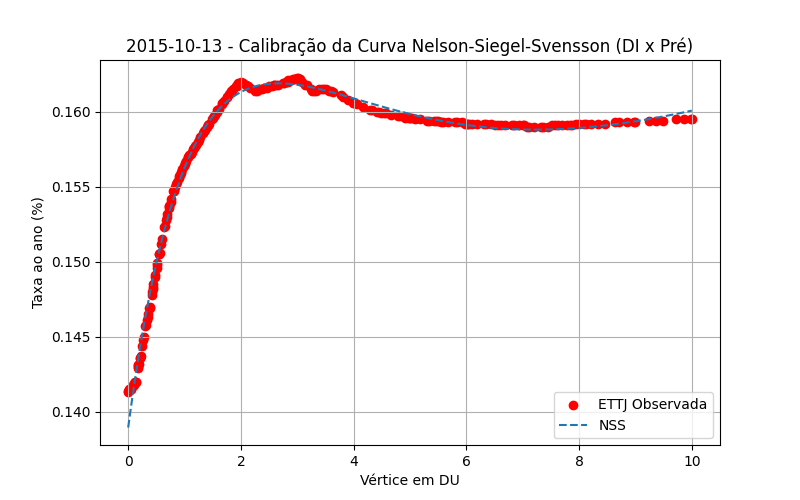 2015-10-13 - Calibração da Curva Nelson-Siegel-Svensson (DI x Pré)
Taxa ao ano (%)
0.160
0.155
0.150
0.145
0.140
ETTJ Observada
NSS
0 2 4 6 8 10
Vértice em DU